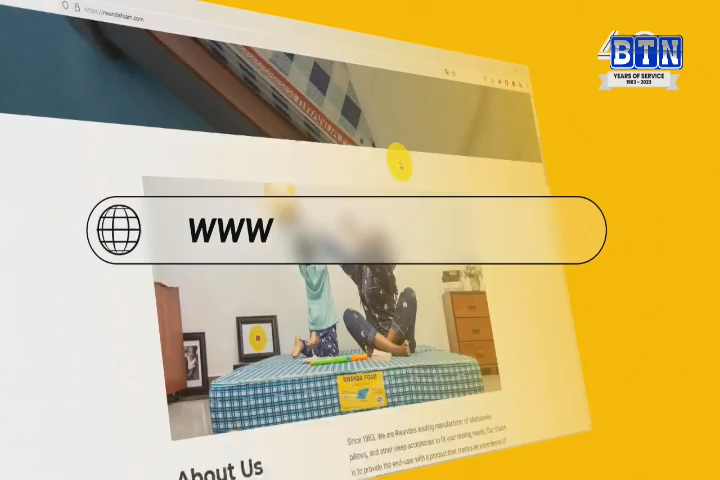 https://rwandafoam.com
BTN
YEARS OF SERVICE
1983 - 2023
WWW
RWANDA FOAM
Since 1983, We are Rwanda's leading manufacturer of Mattresses,
pillows, and other sleep accessories to fit your resting needs. Our Vision
is to provide the end-user with a product that creates an experience of
About Us